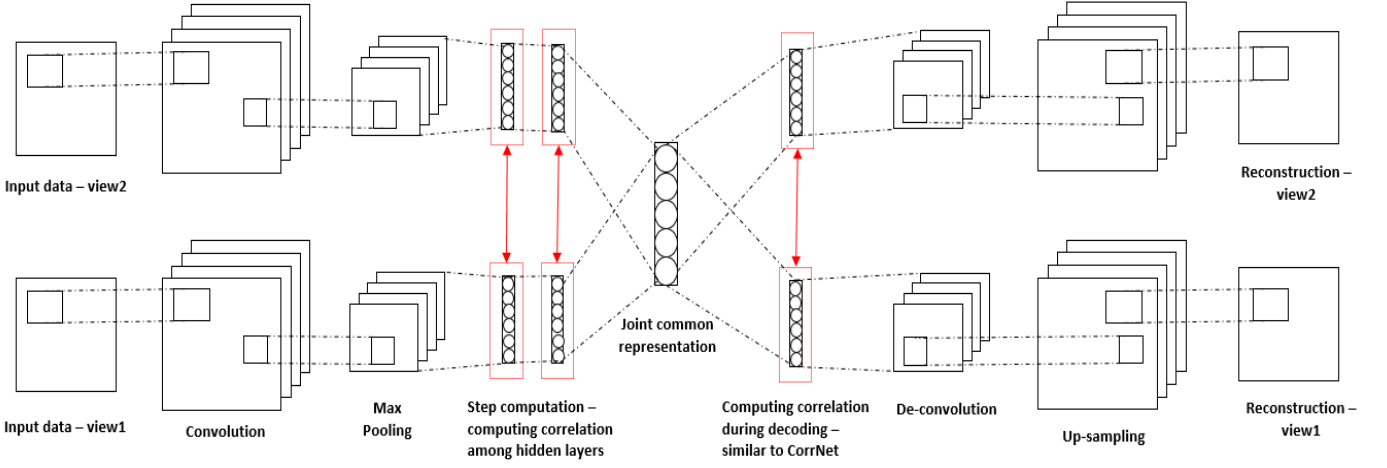 Input data – view2
Reconstruction –
view2
Joint common
representation
Input data – view1
Convolution
Max
Pooling
Step computation –
computing correlation
among hidden layers
Computing correlation
during decoding –
similar to CorrNet
De-convolution
Up-sampling
Reconstruction –
view1